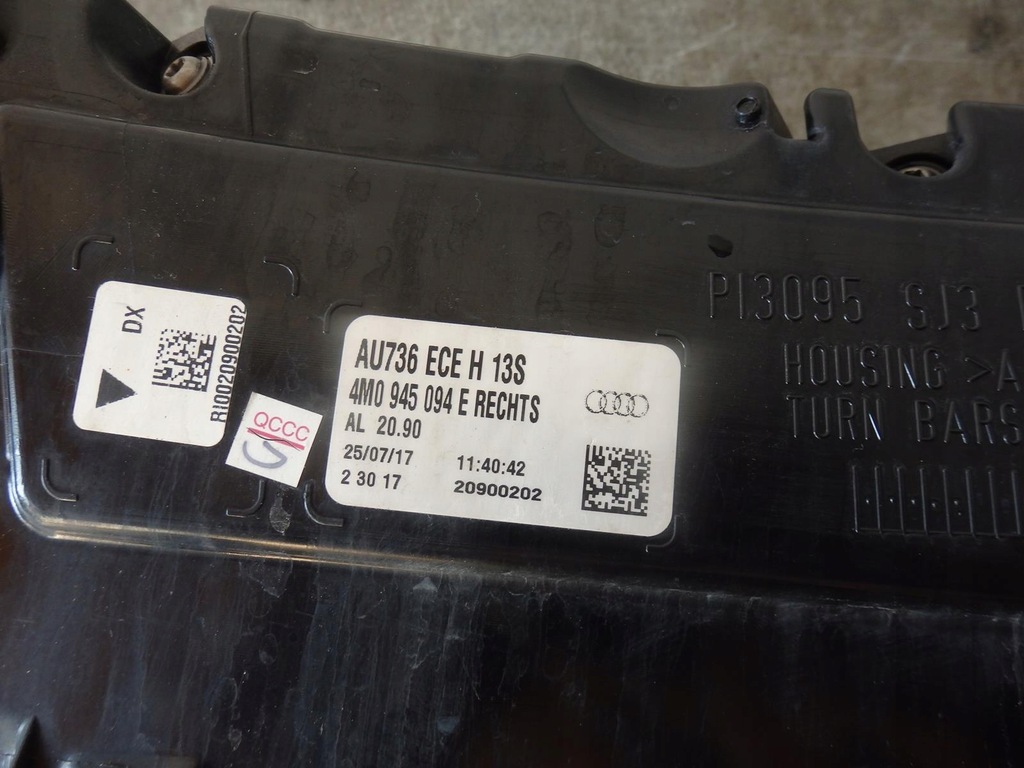 DX
RI0020900202
QCCC
AU736 ECE H 13S
4M0 945 094 E RECHTS
AL 20.90
25/07/17 11:40:42
2 30 17 20900202
PI3095 SJ3
HOUSING >A
TURN BARS